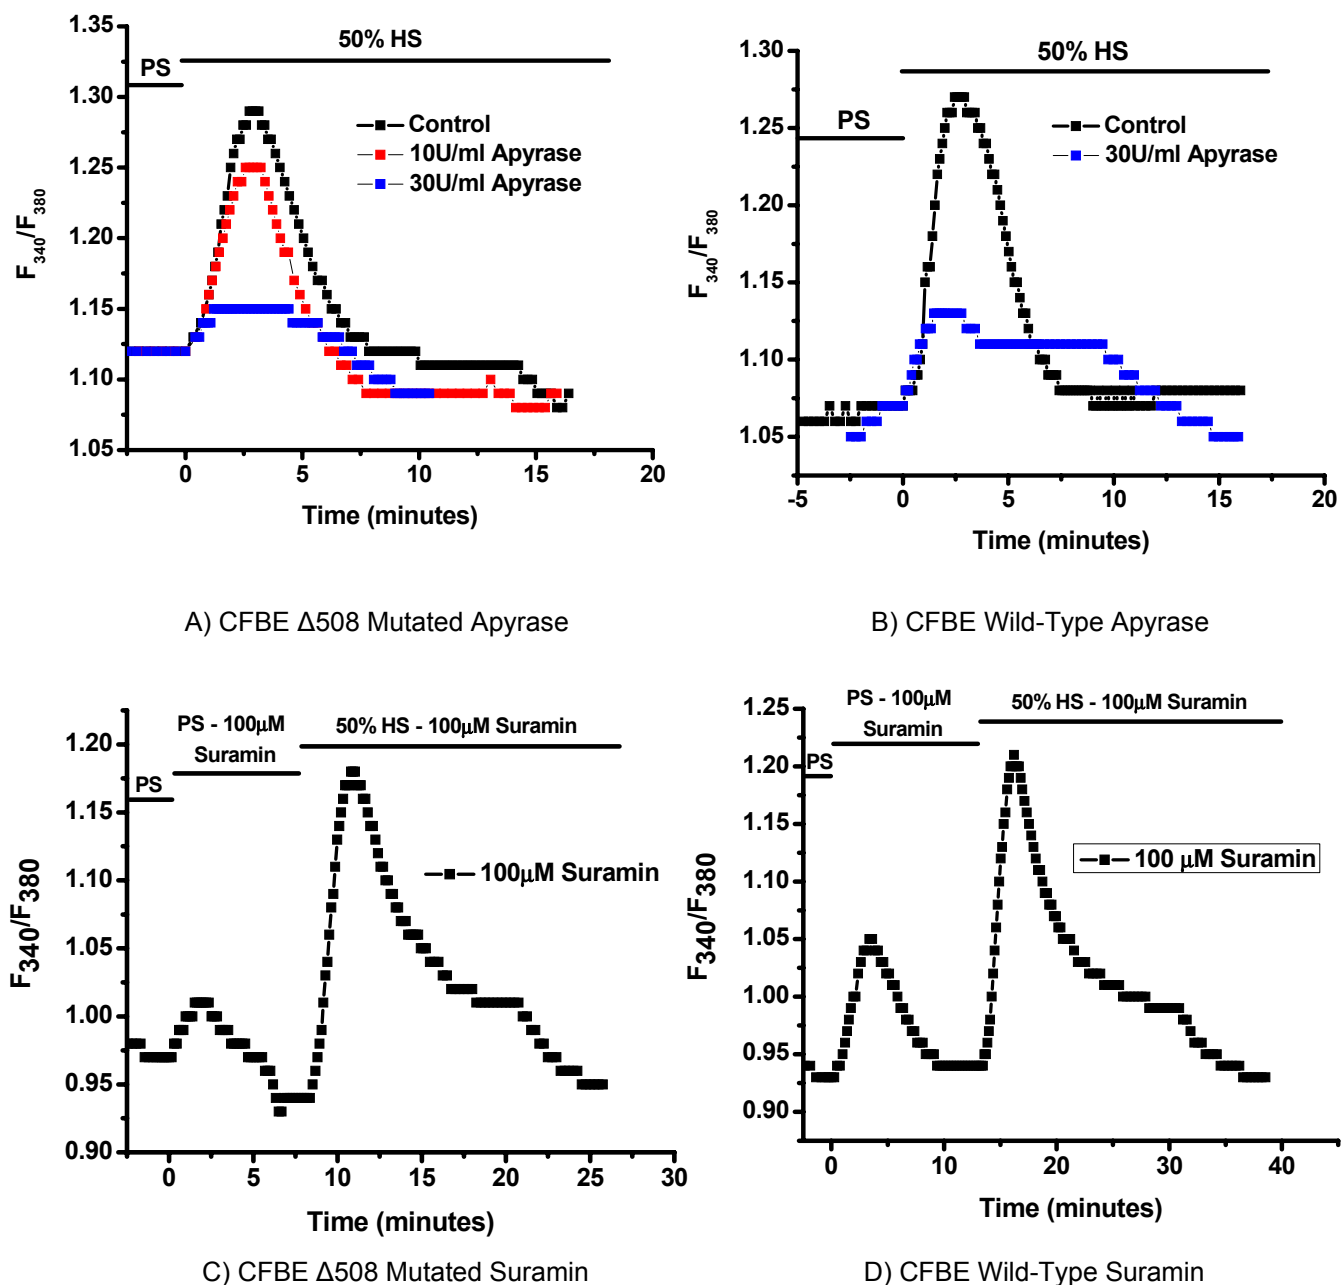 1.35
1.30
1.25
1.20
1.15
1.10
1.05
F340/F380
50% HS
PS
Control
10U/ml Apyrase
30U/ml Apyrase
0
5
10
15
20
Time (minutes)
A) CFBE Δ508 Mutated Apyrase
1.30
1.25
1.20
1.15
1.10
1.05
F340/F380
50% HS
PS
Control
30U/ml Apyrase
-5
0
5
10
15
20
Time (minutes)
B) CFBE Wild-Type Apyrase
1.20
1.15
1.10
1.05
1.00
0.95
0.90
F340/F380
PS - 100µM
Suramin
50% HS - 100µM Suramin
PS
100µM Suramin
0
5
10
15
20
25
30
Time (minutes)
C) CFBE Δ508 Mutated Suramin
1.25
1.20
1.15
1.10
1.05
1.00
0.95
0.90
F340/F380
PS - 100µM
Suramin
50% HS - 100µM Suramin
PS
100 µM Suramin
0
10
20
30
40
Time (minutes)
D) CFBE Wild-Type Suramin